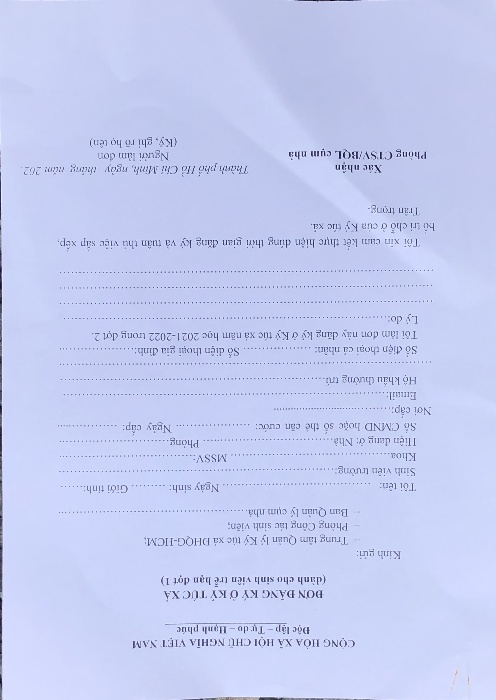 CỘNG HÒA XÃ HỘI CHỦ NGHĨA VIỆT NAM
Độc lập – Tự do – Hạnh phúc
ĐƠN ĐĂNG KÝ Ở KÝ TÚC XÁ
(dành cho sinh viên trễ hạn đợt 1)
Kính gửi:
– Trung tâm Quản lý Ký túc xá ĐHQG-HCM;
– Phòng Công tác sinh viên;
– Ban Quản lý cụm nhà........................................
Tôi tên: ........................................ Ngày sinh: ............ Giới tính:......
Sinh viên trường:................................................................
Khoa........................................ MSSV:................................
Hiện đang ở: Nhà........................................ Phòng................................
Số CMND hoặc số thẻ căn cước: ........................ Ngày cấp: ....................
Nơi cấp:........................................
Email:................................................................
Hộ khẩu thường trú................................................................
................................................................................
Số điện thoại cá nhân: .................... Số điện thoại gia đình:....................
Tôi làm đơn này đăng ký ở Ký túc xá năm học 2021-2022 trong đợt 2.
Lý do:................................................................
................................................................................
................................................................................
................................................................................
Tôi xin cam kết thực hiện đúng thời gian đăng ký và tuân thủ việc sắp xếp,
bố trí chỗ ở của Ký túc xá.
Trân trọng.
Thành phố Hồ Chí Minh, ngày tháng năm 202
Xác nhận Người làm đơn
Phòng CTSV/BQL cụm nhà (Ký, ghi rõ họ tên)